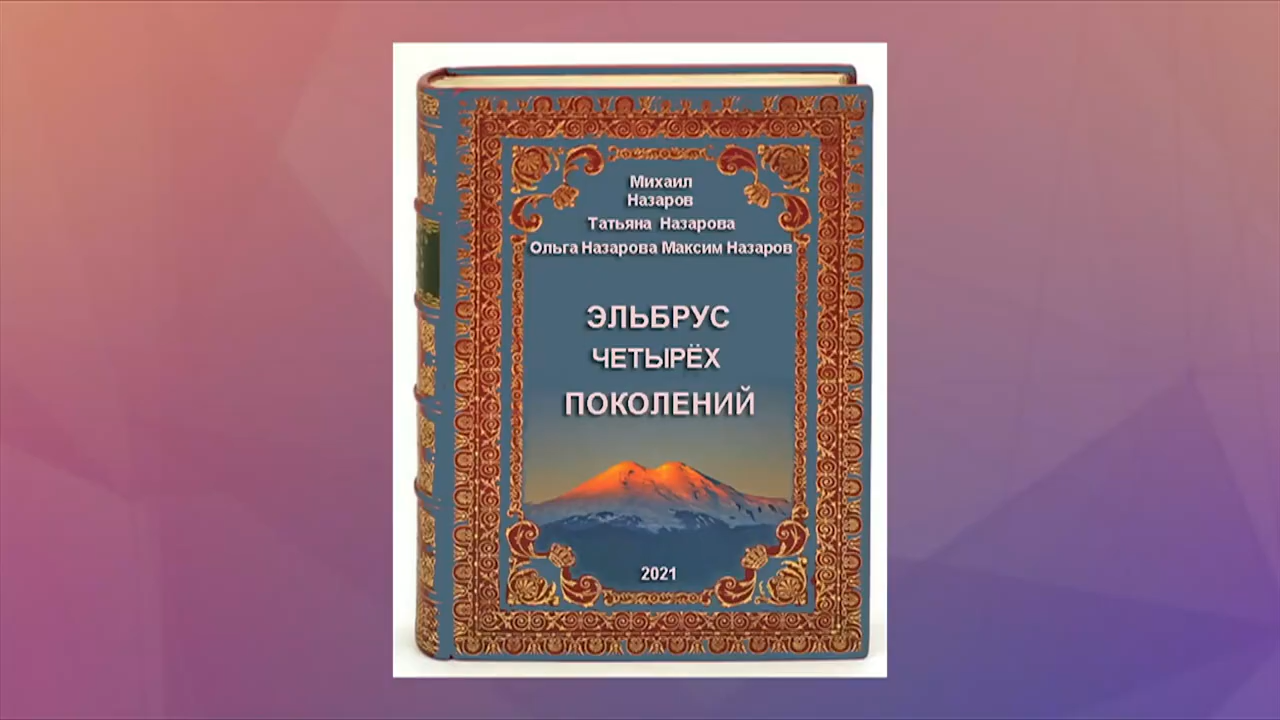 Михаил
Назаров
Татьяна Назарова
Ольга Назарова Максим Назаров
ЭЛЬБРУС
ЧЕТЫРЁХ
ПОКОЛЕНИЙ
2021